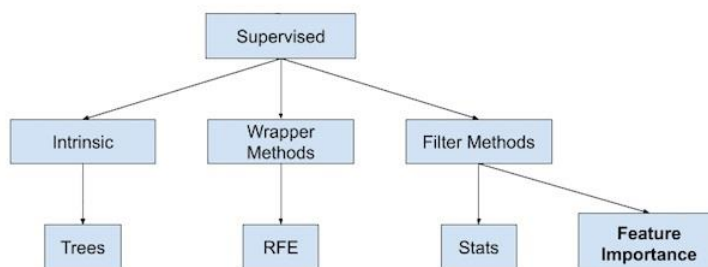 Supervised
Intrinsic
Wrapper
Methods
Filter Methods
Trees
RFE
Stats
Feature
Importance